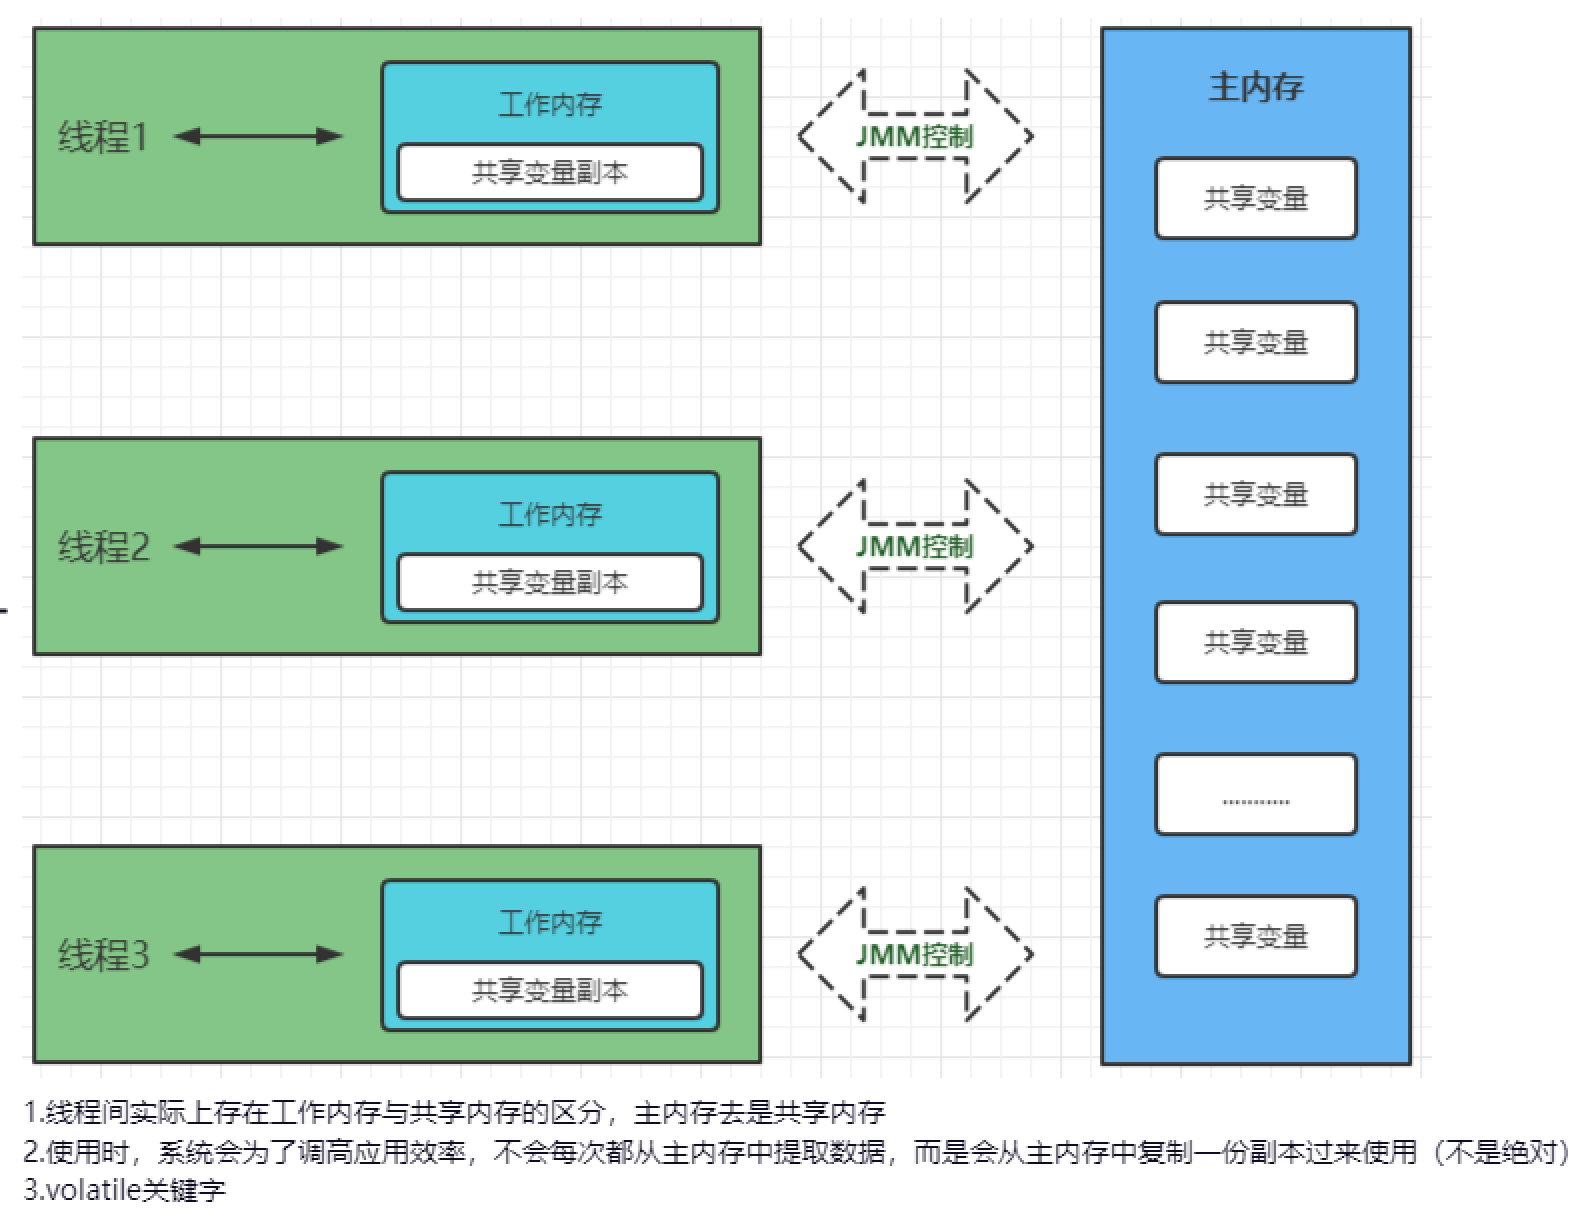 线程1
工作内存
共享变量副本
JMM控制
线程2
工作内存
共享变量副本
JMM控制
线程3
工作内存
共享变量副本
JMM控制
主内存
共享变量
共享变量
共享变量
共享变量
...........
共享变量
1.线程间实际上存在工作内存与共享内存的区分，主内存去是共享内存
2.使用时，系统会为了调高应用效率，不会每次都从主内存中提取数据，而是会从主内存中复制一份副本过来使用（不是绝对）
3.volatile关键字